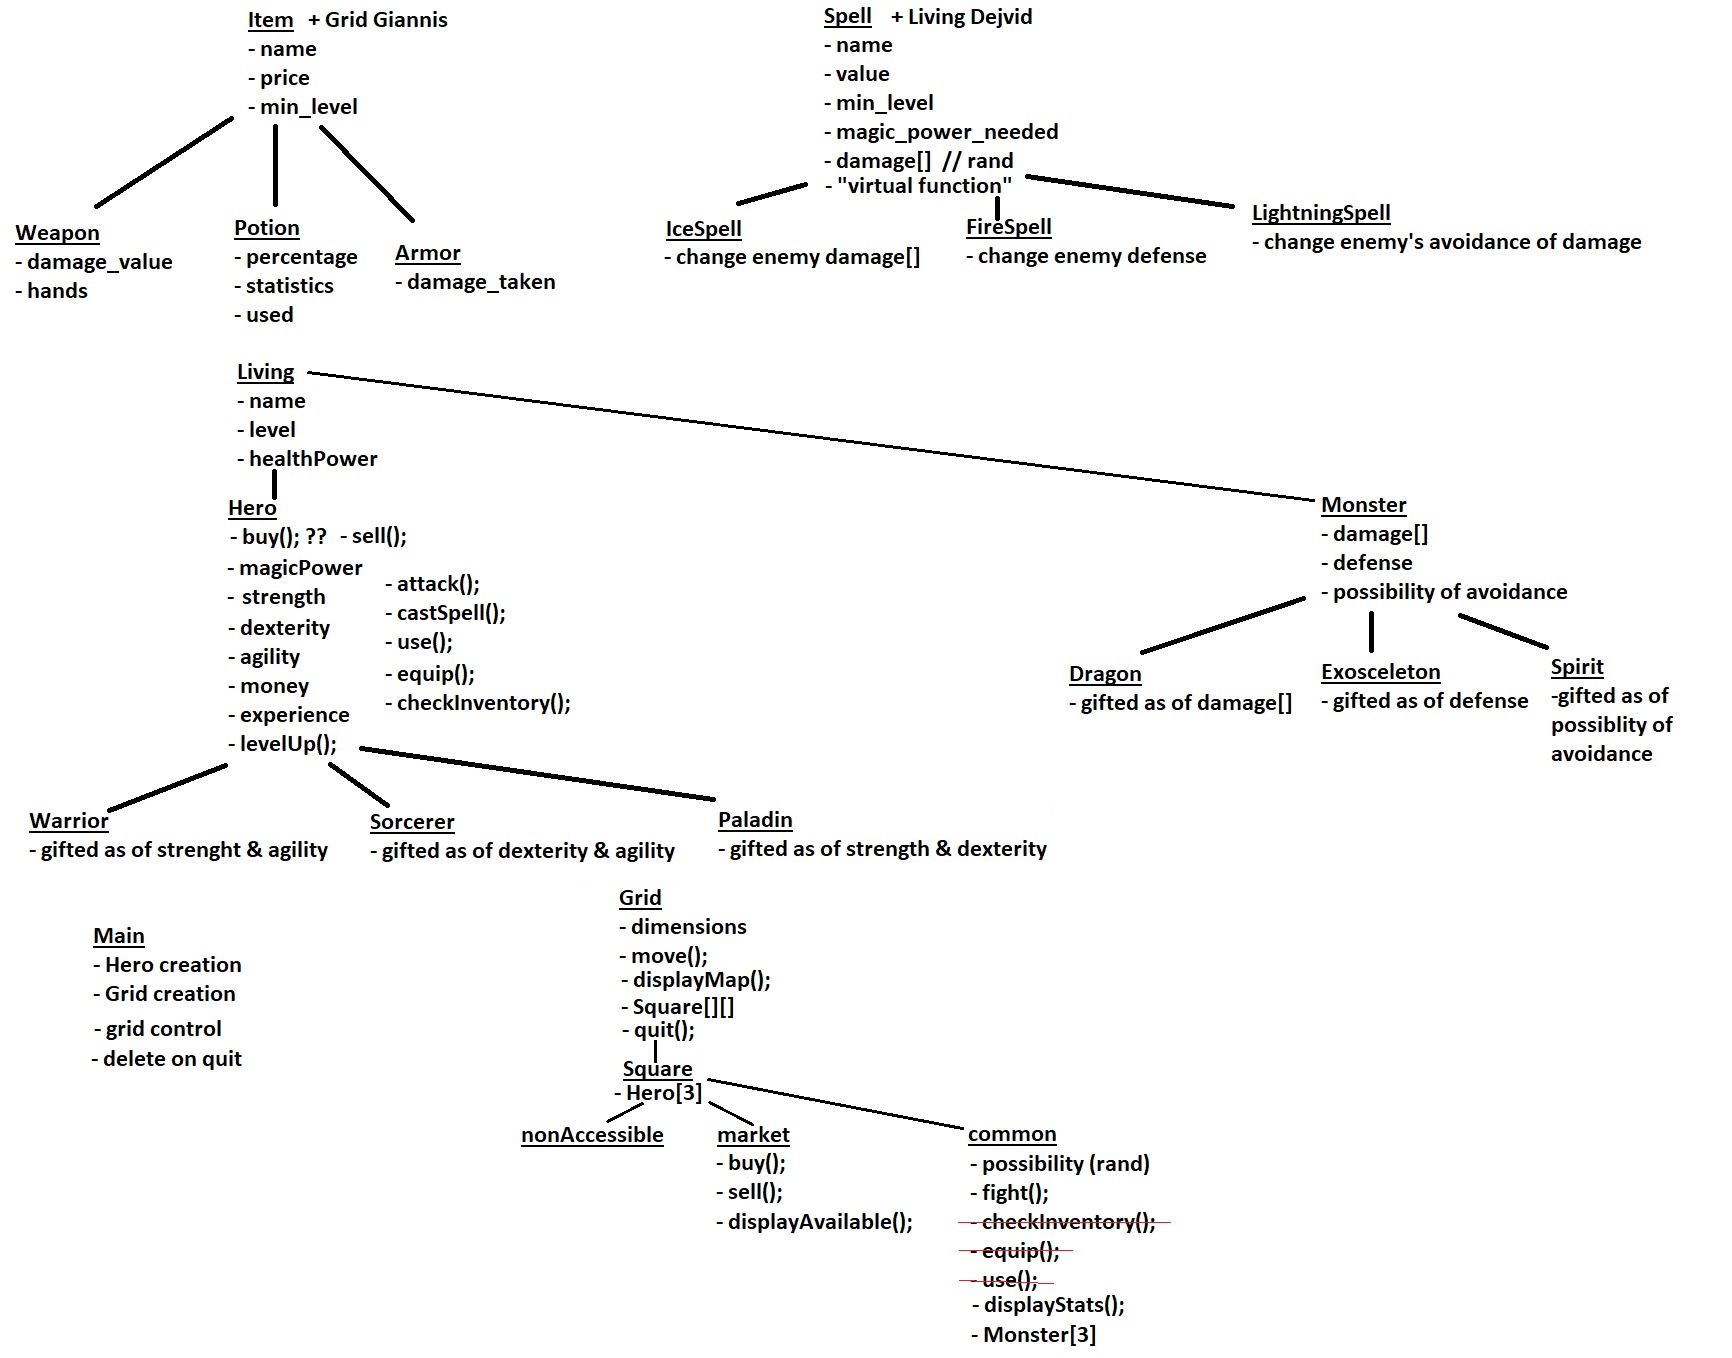 Item + Grid Giannis
- name
- price
- min_level
Weapon
- damage_value
- hands
Potion
- percentage
- statistics
- used
Armor
- damage_taken
Spell + Living Dejvid
- name
- value
- min_level
- magic_power_needed
- damage[] // rand
- "virtual function"
IceSpell
- change enemy damage[]
FireSpell
- change enemy defense
LightningSpell
- change enemy's avoidance of damage
Living
- name
- level
- healthPower
Hero
- buy(); ?? - sell();
- magicPower
- strength
- dexterity
- agility
- money
- experience
- levelUp();
- attack();
- castSpell();
- use();
- equip();
- checkInventory();
Monster
- damage[]
- defense
- possibility of avoidance
Dragon
- gifted as of damage[]
Exosceleton
- gifted as of defense
Spirit
-gifted as of
possiblity of
avoidance
Warrior
- gifted as of strenght & agility
Sorcerer
- gifted as of dexterity & agility
Paladin
- gifted as of strength & dexterity
Main
- Hero creation
- Grid creation
- grid control
- delete on quit
Grid
- dimensions
- move();
- displayMap();
- Square[][]
- quit();
Square
- Hero[3]
nonAccessible
market
- buy();
- sell();
- displayAvailable();
common
- possibility (rand)
- fight();
- checkInventory();
- equip();
- use();
- displayStats();
- Monster[3]